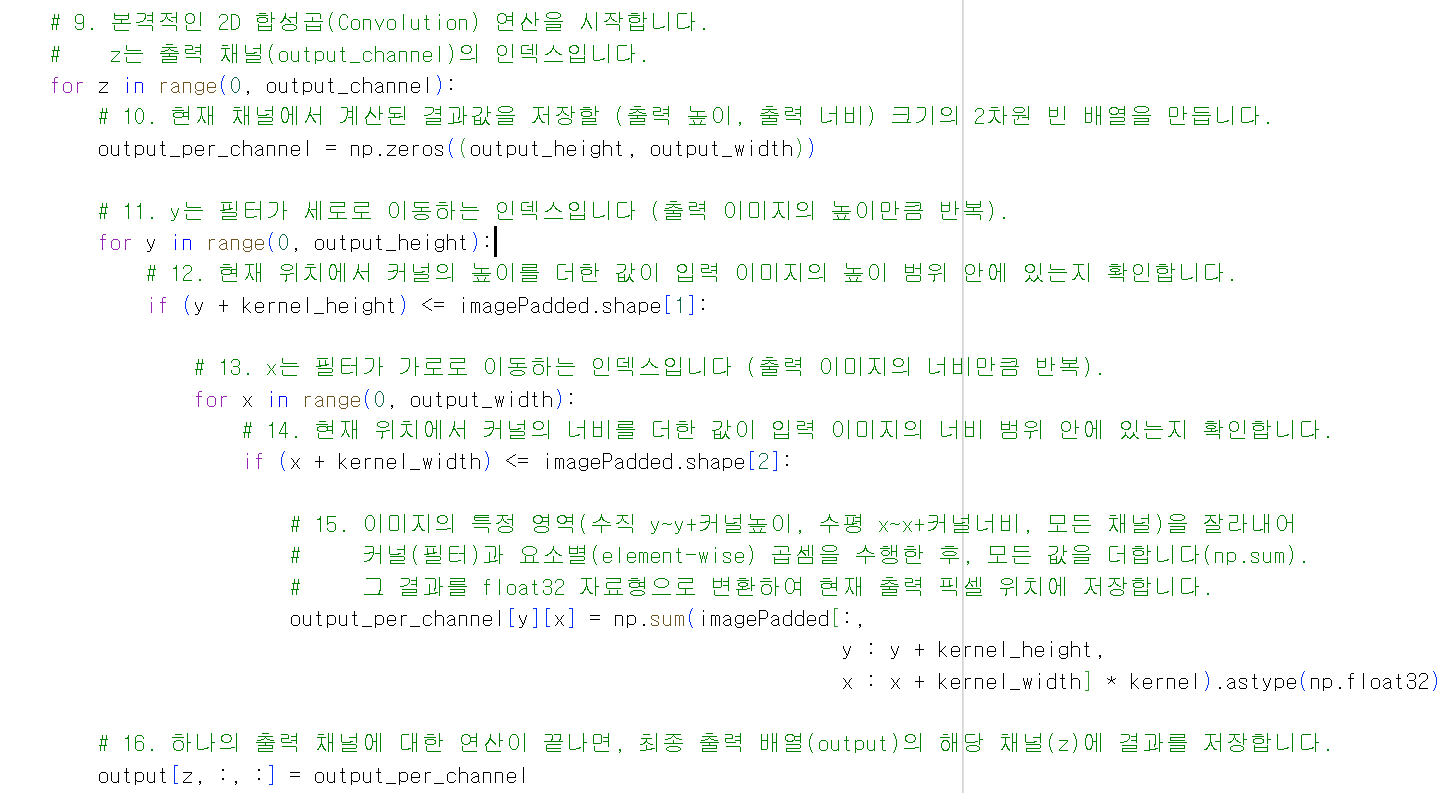 # 9. 본격적인 2D 합성곱(Convolution) 연산을 시작합니다.
#    z는 출력 채널(output_channel)의 인덱스입니다.
for z in range(0, output_channel):
    # 10. 현재 채널에서 계산된 결과값을 저장할 (출력 높이, 출력 너비) 크기의 2차원 빈 배열을 만듭니다.
    output_per_channel = np.zeros((output_height, output_width))
    # 11. y는 필터가 세로로 이동하는 인덱스입니다 (출력 이미지의 높이만큼 반복).
    for y in range(0, output_height):
        # 12. 현재 위치에서 커널의 높이를 더한 값이 입력 이미지의 높이 범위 안에 있는지 확인합니다.
        if (y + kernel_height) <= imagePadded.shape[1]:
            # 13. x는 필터가 가로로 이동하는 인덱스입니다 (출력 이미지의 너비만큼 반복).
            for x in range(0, output_width):
                # 14. 현재 위치에서 커널의 너비를 더한 값이 입력 이미지의 너비 범위 안에 있는지 확인합니다.
                if (x + kernel_width) <= imagePadded.shape[2]:
                    # 15. 이미지의 특정 영역(수직 y~y+커널높이, 수평 x~x+커널너비, 모든 채널)을 잘라내어
                    #     커널(필터)과 요소별(element-wise) 곱셈을 수행한 후, 모든 값을 더합니다(np.sum).
                    #     그 결과를 float32 자료형으로 변환하여 현재 출력 픽셀 위치에 저장합니다.
                    output_per_channel[y][x] = np.sum(imagePadded[:,
                                                                  y : y + kernel_height,
                                                                  x : x + kernel_width] * kernel).astype(np.float32)
    # 16. 하나의 출력 채널에 대한 연산이 끝나면, 최종 출력 배열(output)의 해당 채널(z)에 결과를 저장합니다.
    output[z, :, :] = output_per_channel